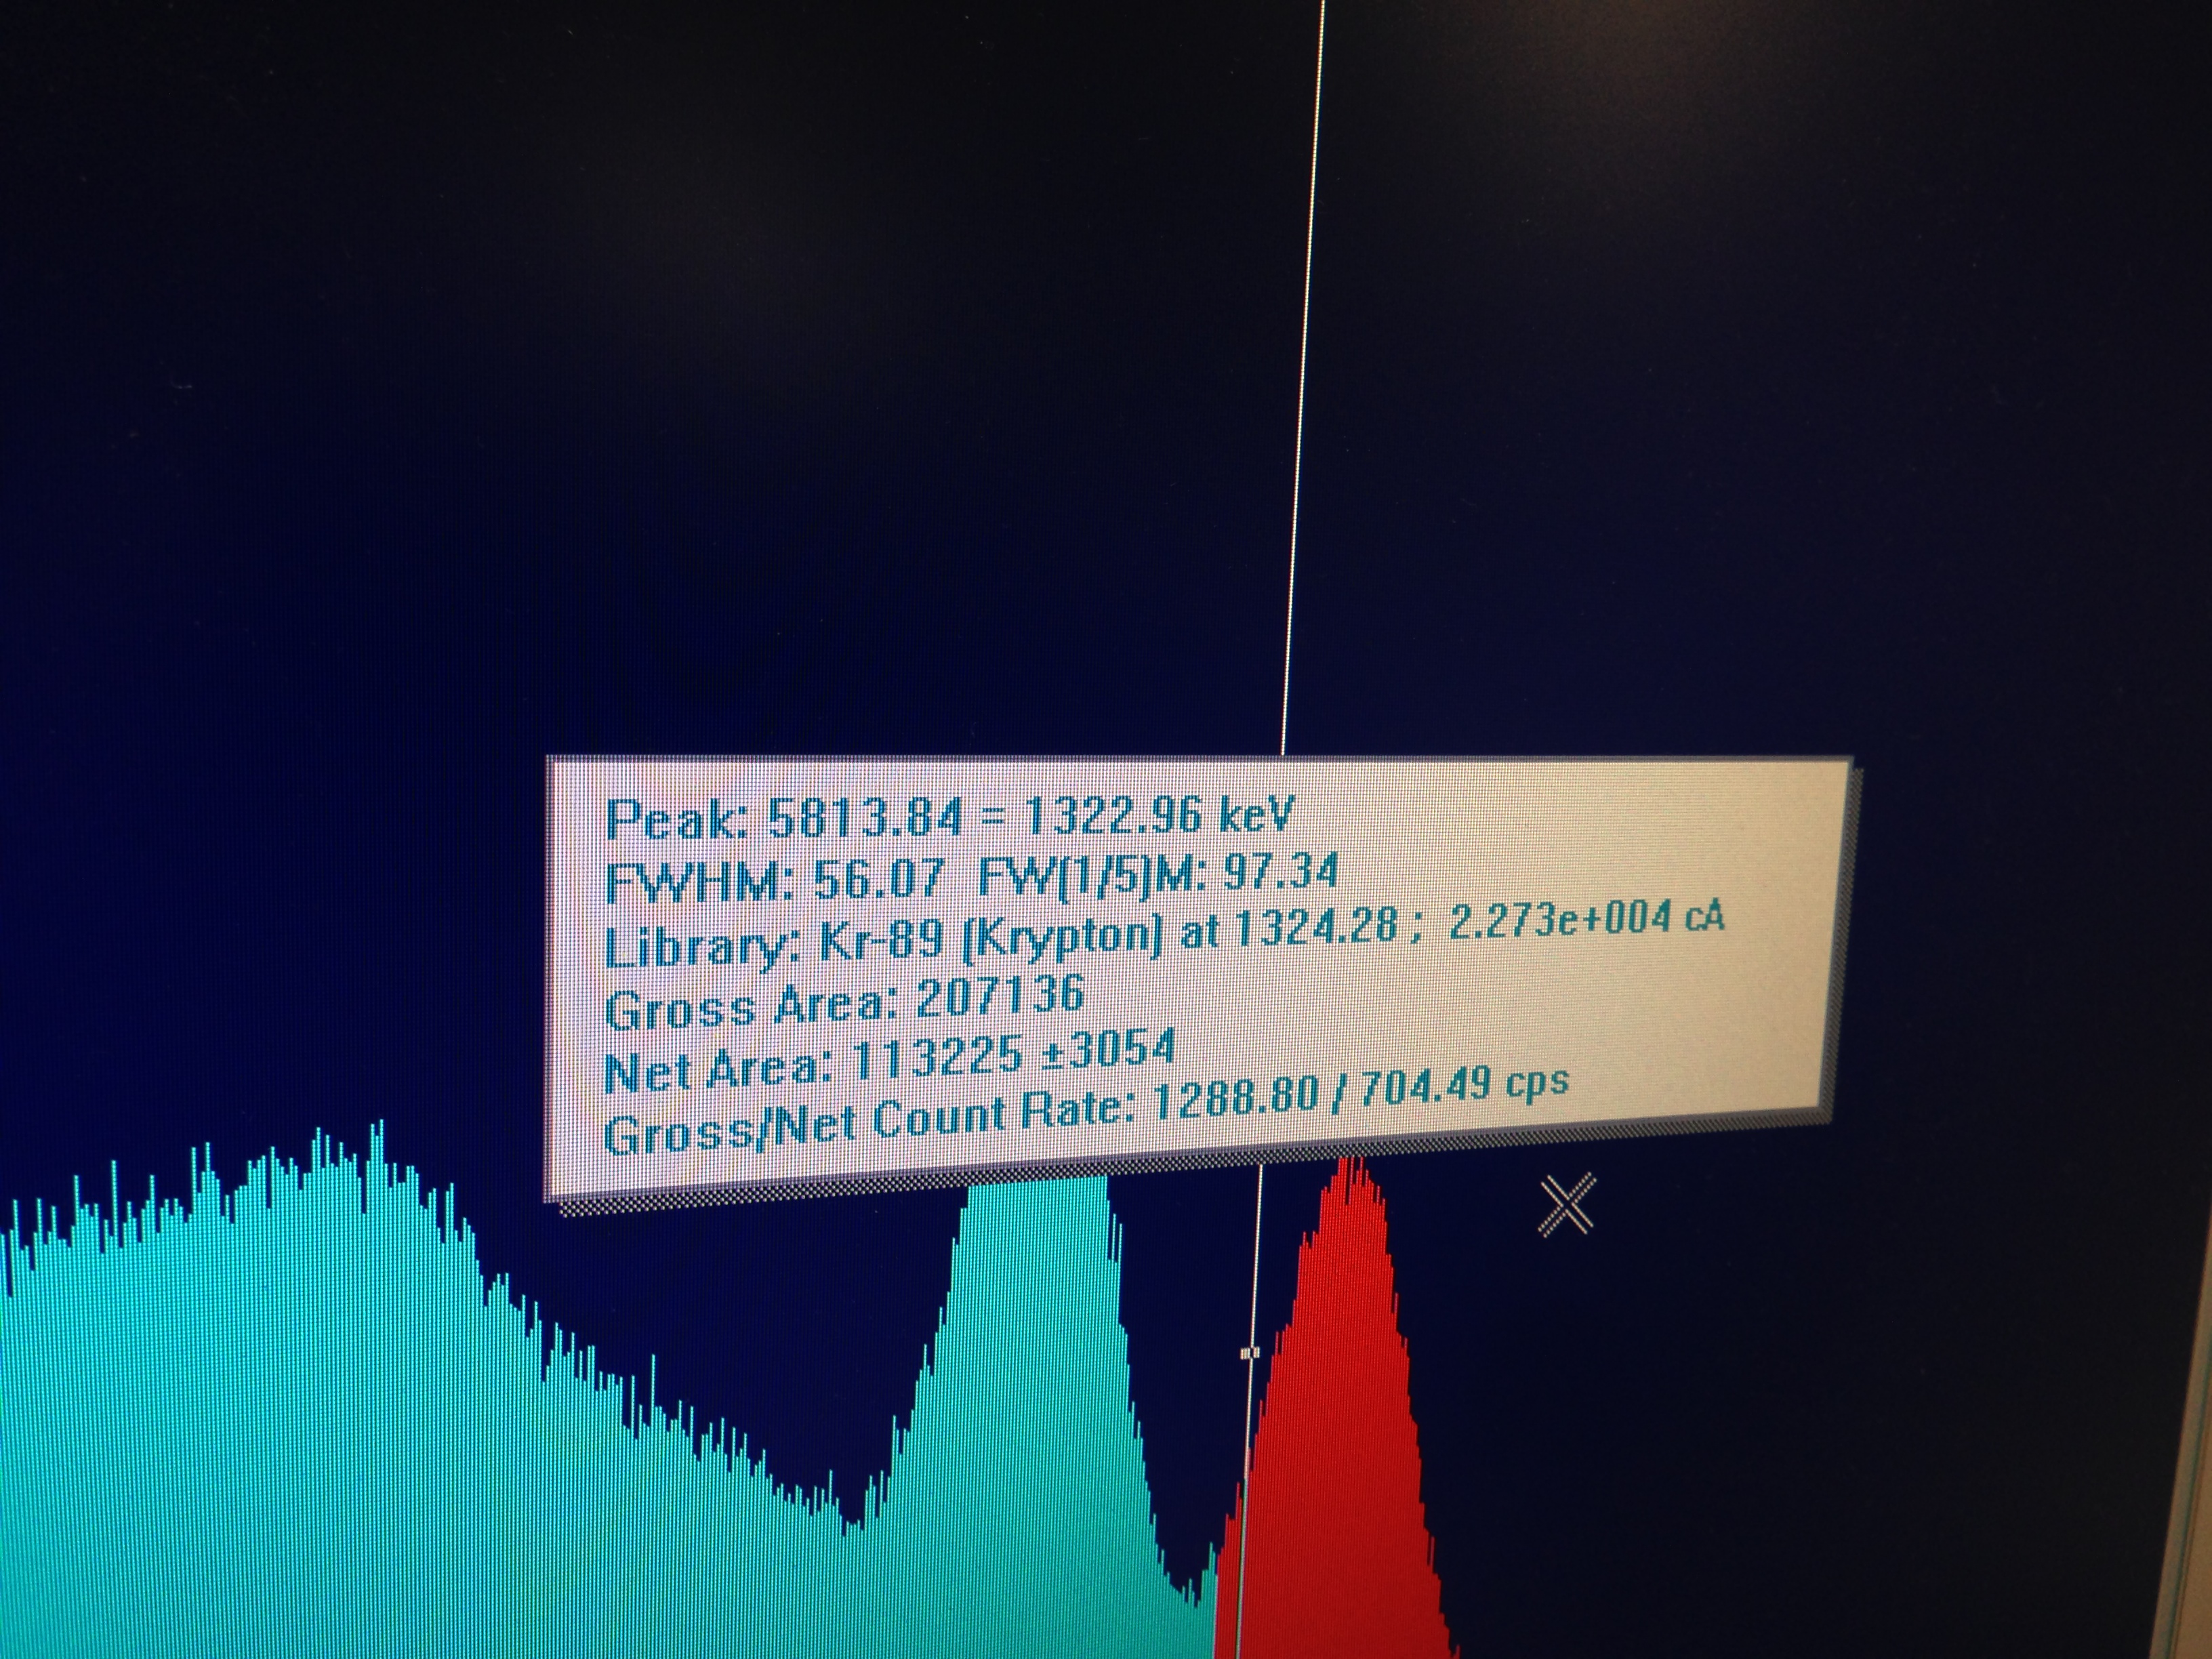 Peak: 5813.84 = 1322.96 keV
FWHM: 56.07 FW(1/5)M: 97.34
Library: Kr-89 (Krypton) at 1324.28 ; 2.273e+004 cA
Gross Area: 207136
Net Area: 113225 ±3054
Gross/Net Count Rate: 1288.80 / 704.49 cps